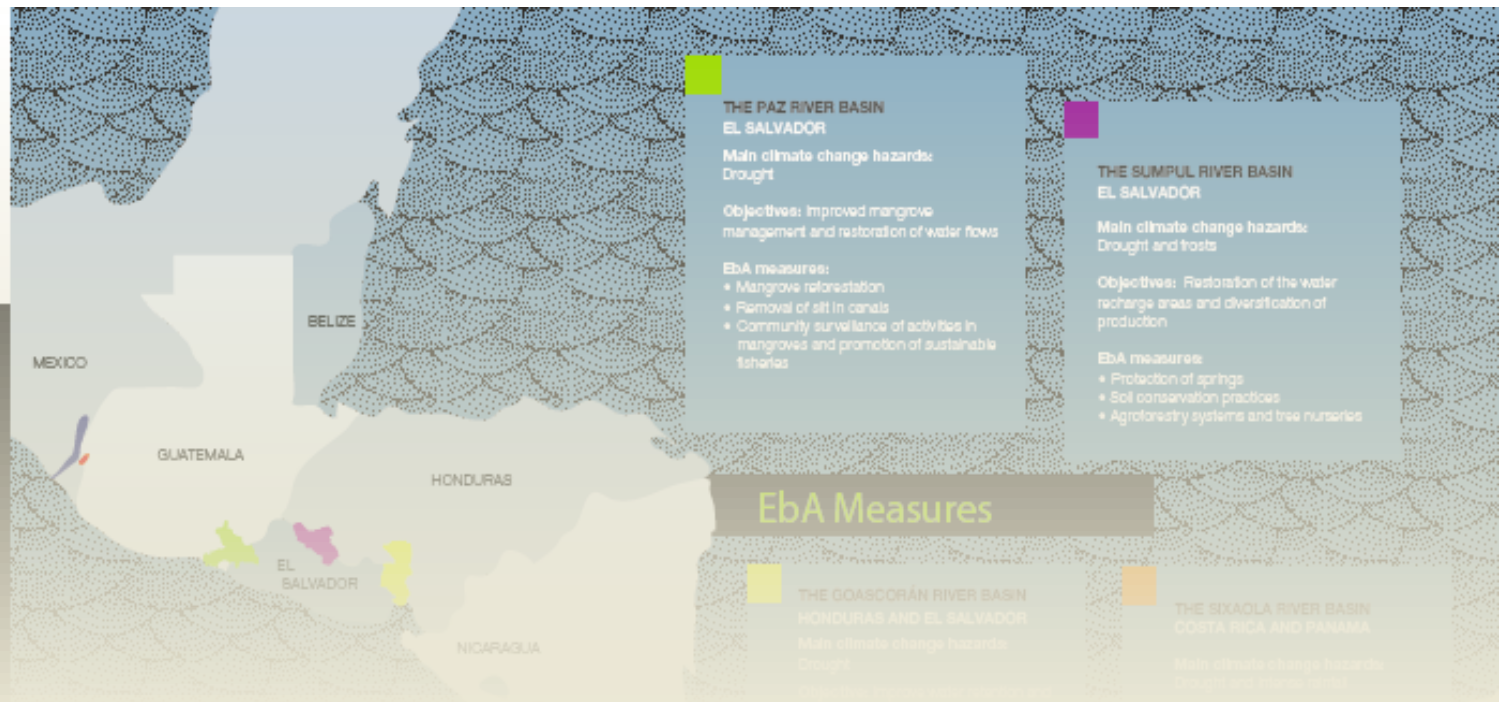 MEXICO
BELIZE
GUATEMALA
HONDURAS
EL
SALVADOR
NICARAGUA
THE PAZ RIVER BASIN
EL SALVADOR
Main climate change hazards:
Drought
Objectives: Improved mangrove
management and restoration of water flows
EbA measures:
• Mangrove reforestation
• Removal of silt in canals
• Community surveillance of activities in
mangroves and promotion of sustainable
fisheries
THE SUMPUL RIVER BASIN
EL SALVADOR
Main climate change hazards:
Drought and frosts
Objectives: Restoration of the water
recharge areas and diversification of
production
EbA measures:
• Protection of springs
• Soil conservation practices
• Agroforestry systems and tree nurseries
EbA Measures
THE GOASCORÁN RIVER BASIN
HONDURAS AND EL SALVADOR
Main climate change hazards:
Drought
THE SIXAOLA RIVER BASIN
COSTA RICA AND PANAMA
Main climate change hazards: